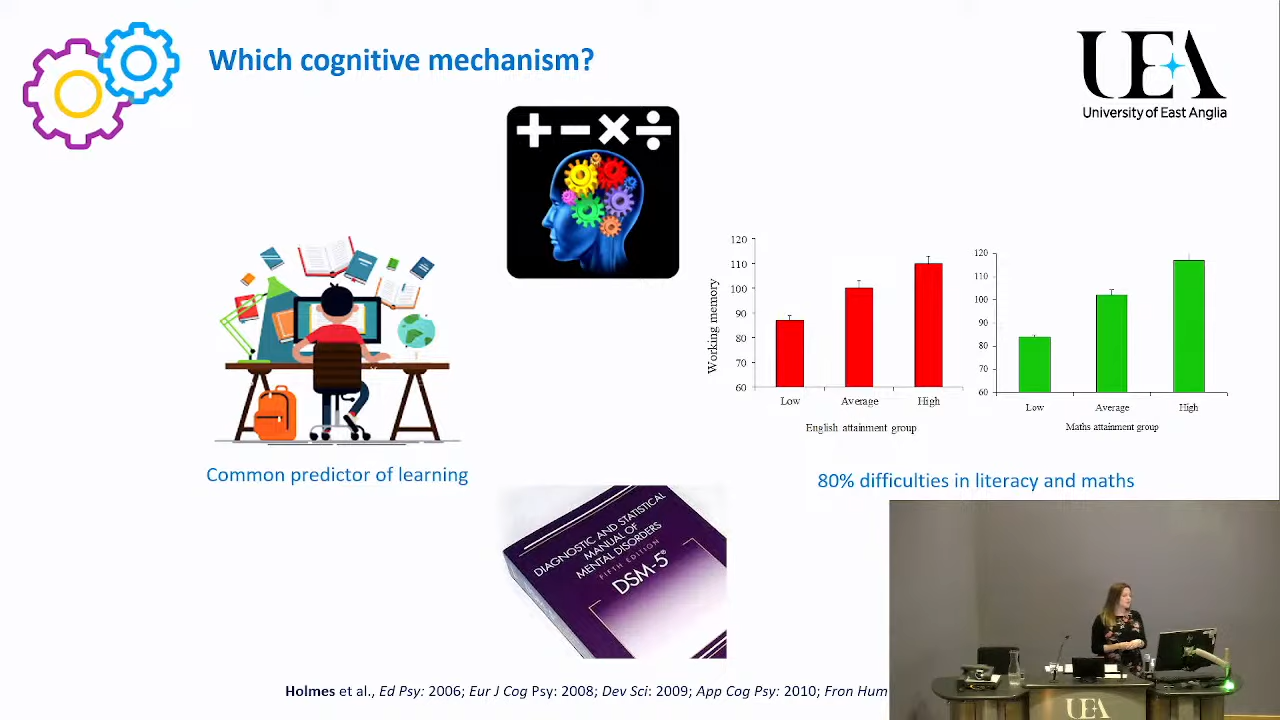 Which cognitive mechanism?
UEA
University of East Anglia
+ − × ÷
120
110
100
90
80
70
60
Working memory
Low Average High
English attainment group
120
110
100
90
80
70
60
Low Average High
Maths attainment group
Common predictor of learning
80% difficulties in literacy and maths
DIAGNOSTIC AND STATISTICAL
MANUAL OF
MENTAL DISORDERS
FIFTH EDITION
DSM-5®
Holmes et al., Ed Psy: 2006; Eur J Cog Psy: 2008; Dev Sci: 2009; App Cog Psy: 2010; Fron Hum
UEA